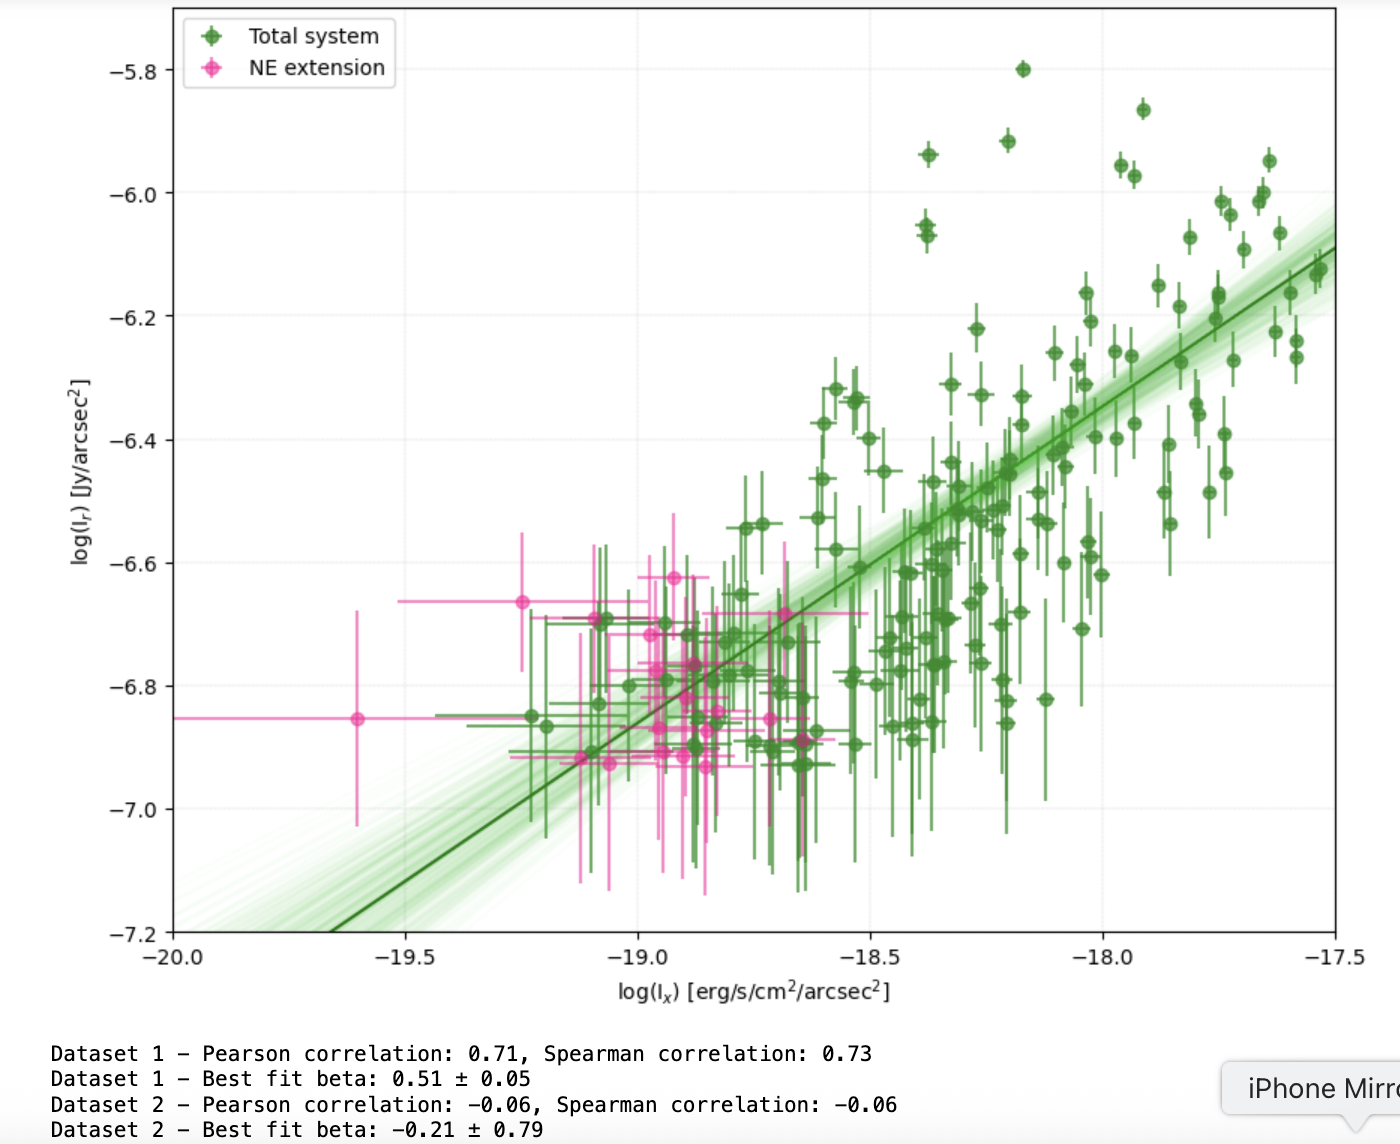 Total system
NE extension
−5.8
−6.0
−6.2
−6.4
−6.6
−6.8
−7.0
−7.2
log(Iᵣ) [Jy/arcsec²]
−20.0
−19.5
−19.0
−18.5
−18.0
−17.5
log(Iₓ) [erg/s/cm²/arcsec²]
Dataset 1 – Pearson correlation: 0.71, Spearman correlation: 0.73
Dataset 1 – Best fit beta: 0.51 ± 0.05
Dataset 2 – Pearson correlation: −0.06, Spearman correlation: −0.06
Dataset 2 – Best fit beta: −0.21 ± 0.79
iPhone Mirro